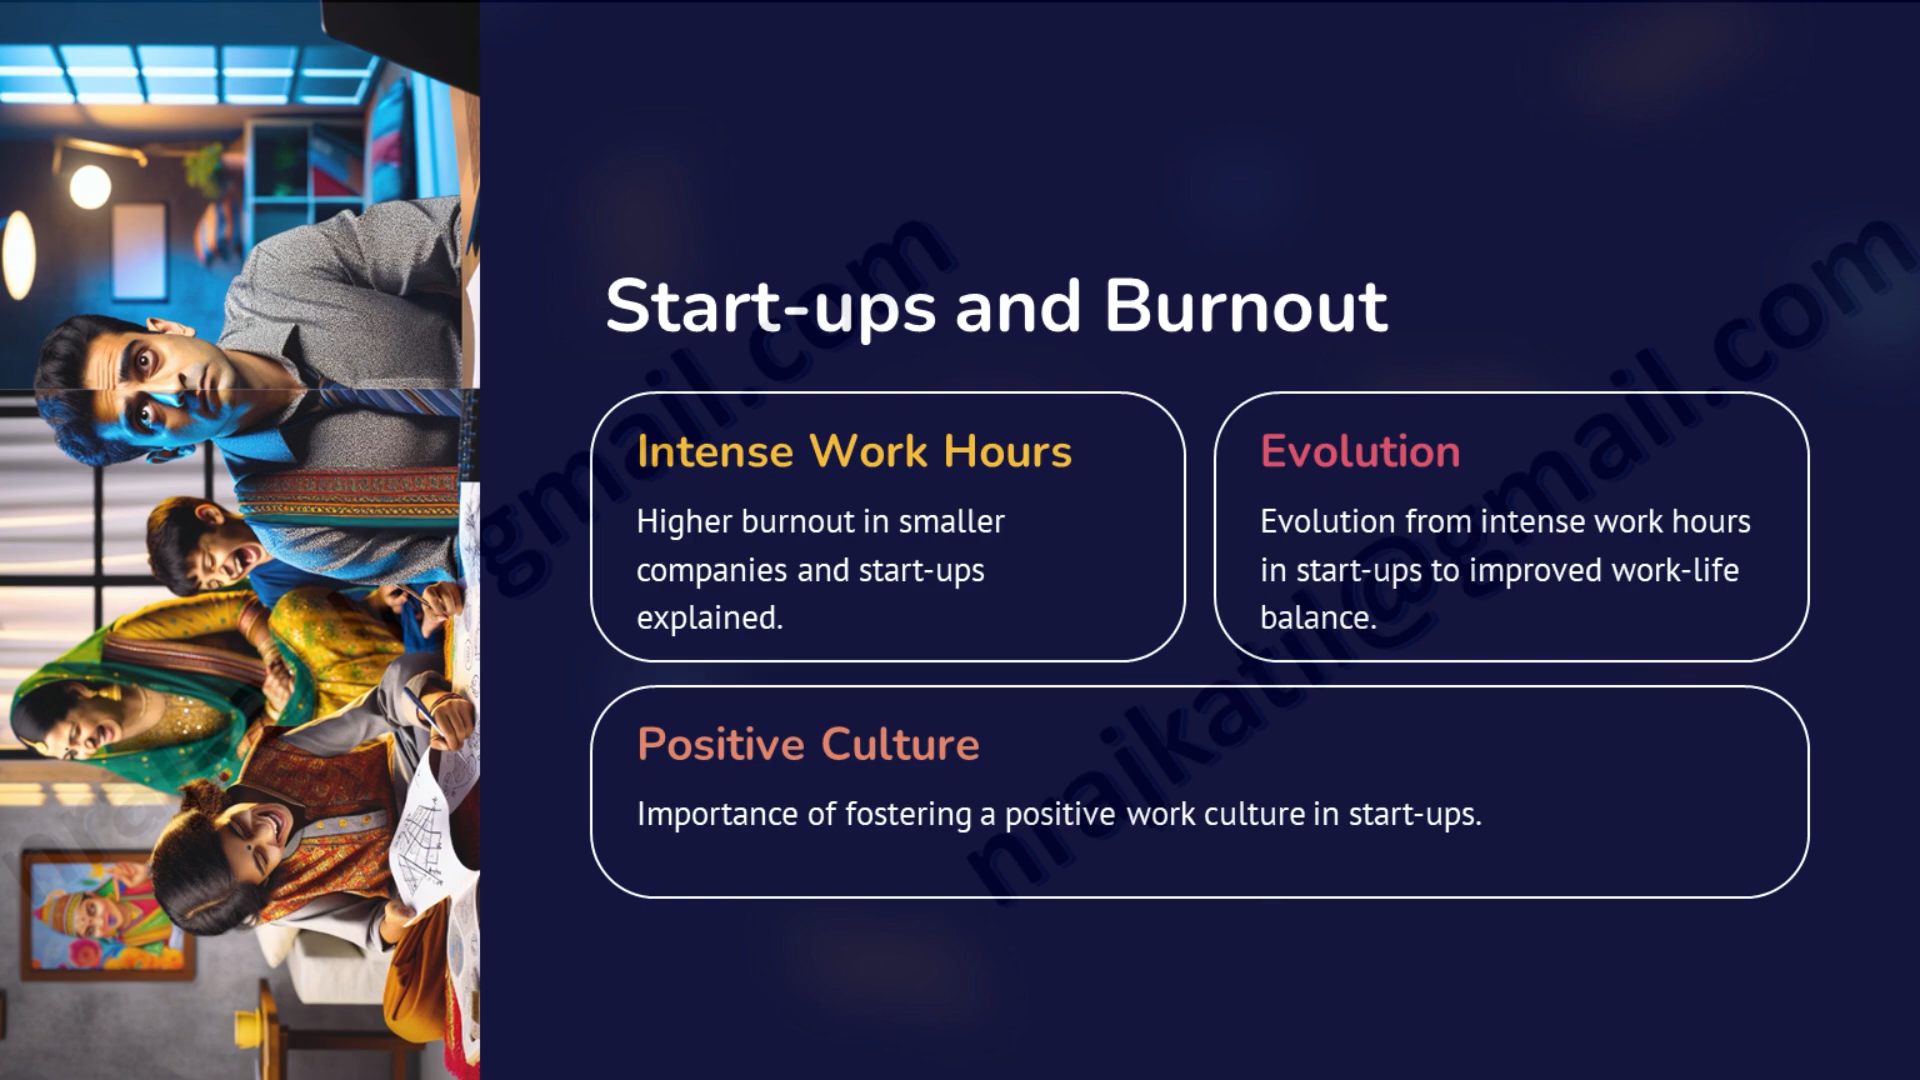 Start-ups and Burnout
Intense Work Hours
Higher burnout in smaller
companies and start-ups
explained.
Evolution
Evolution from intense work hours
in start-ups to improved work-life
balance.
Positive Culture
Importance of fostering a positive work culture in start-ups.
gmail.com